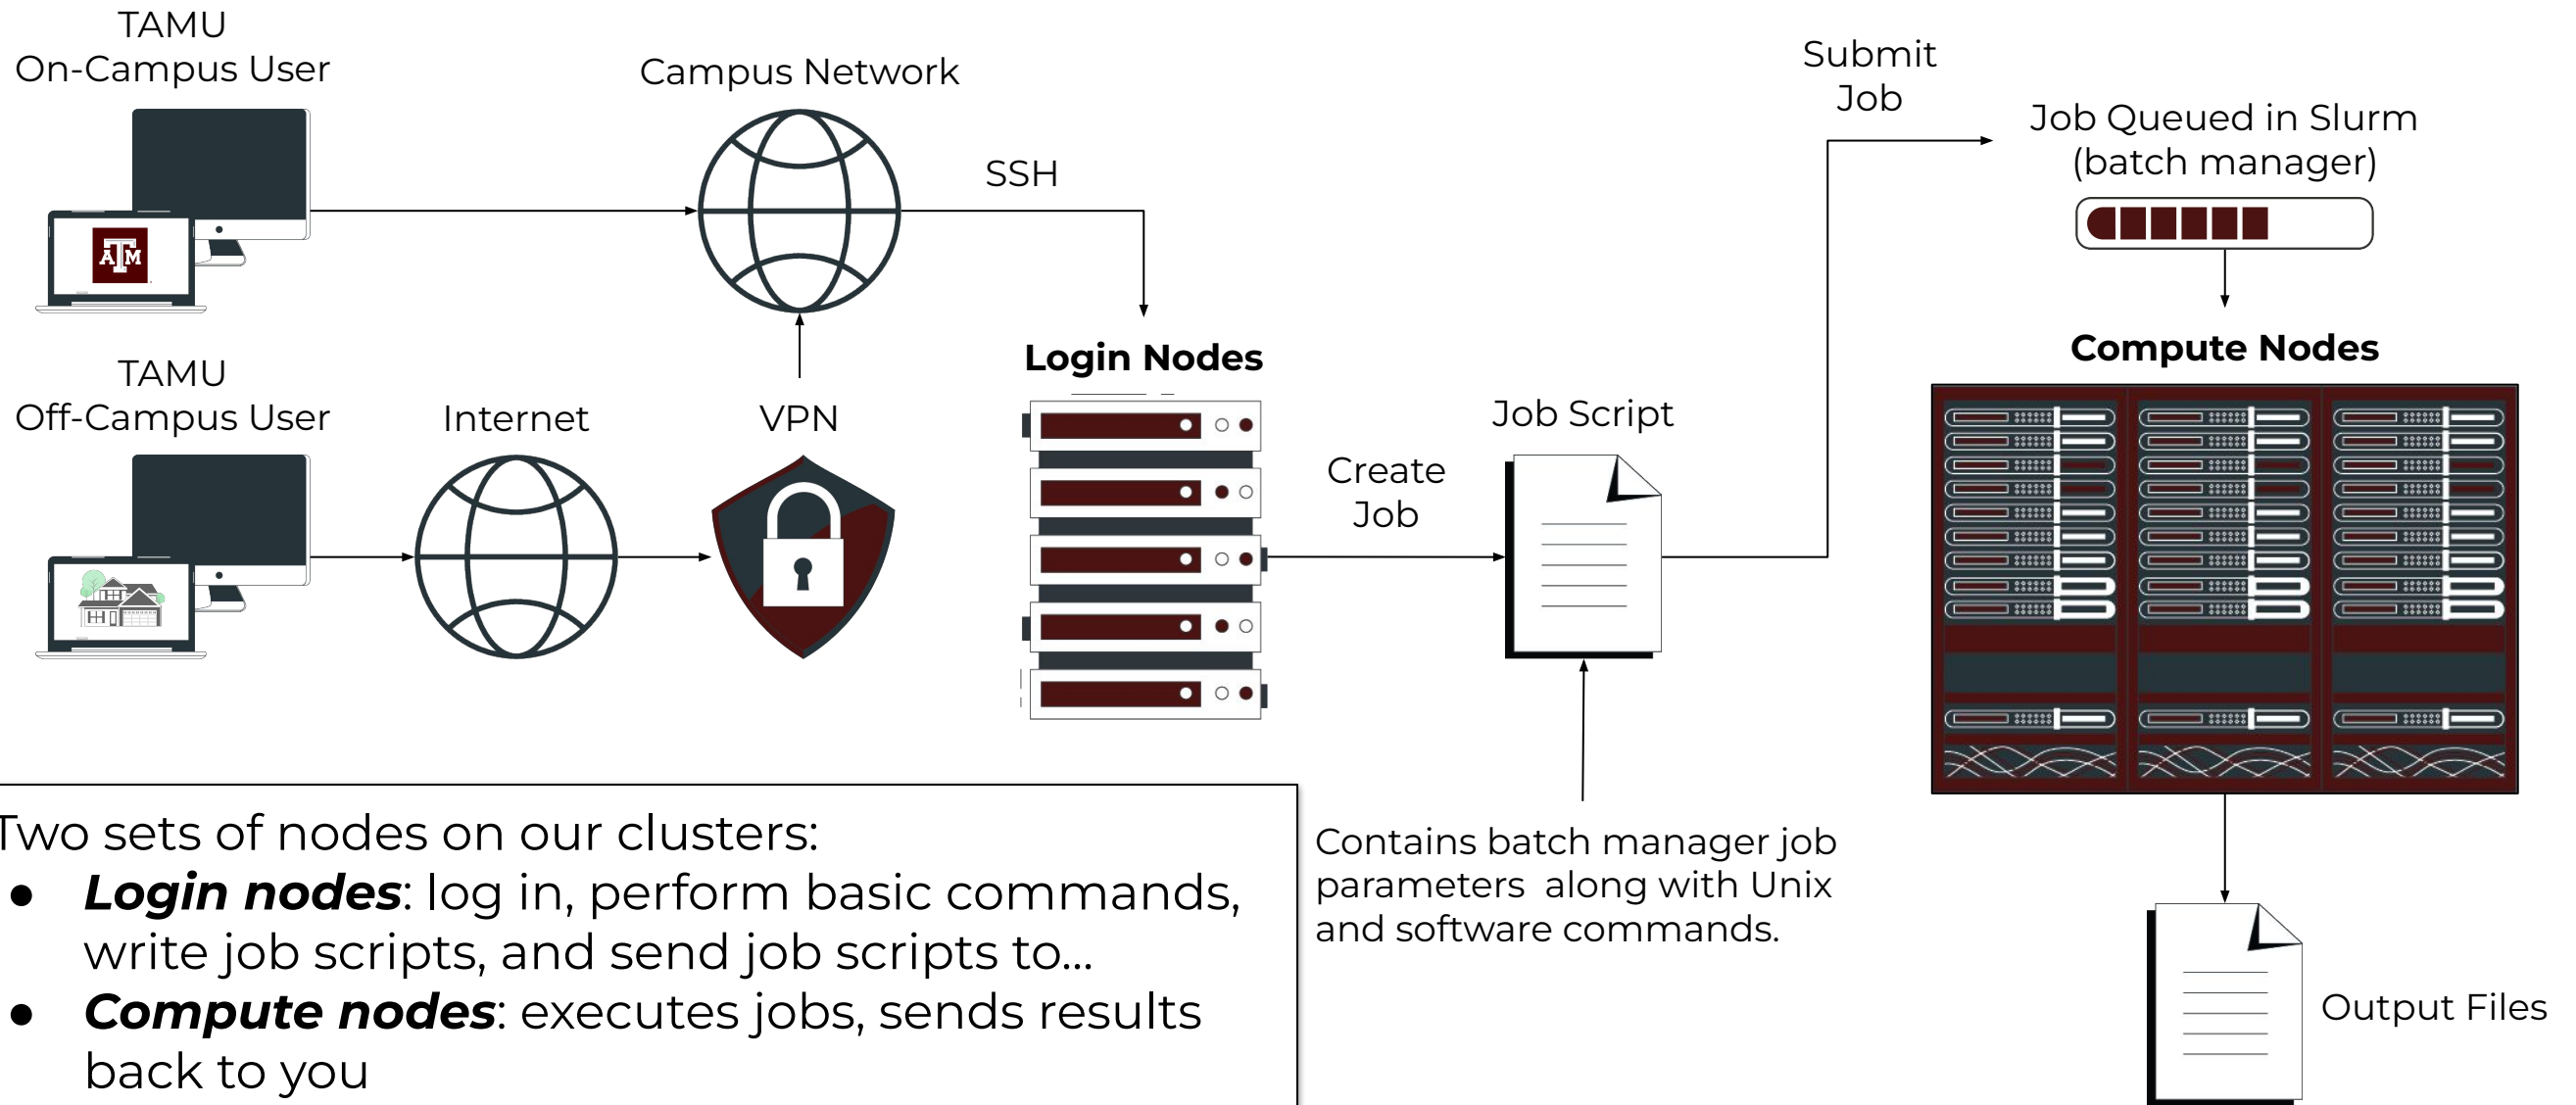 TAMU
On-Campus User
Campus Network
SSH
Submit
Job
Job Queued in Slurm
(batch manager)
ATM
TAMU
Off-Campus User
Internet
VPN
Login Nodes
Create
Job
Job Script
Compute Nodes
Two sets of nodes on our clusters:
● Login nodes: log in, perform basic commands,
write job scripts, and send job scripts to...
● Compute nodes: executes jobs, sends results
back to you
Contains batch manager job
parameters along with Unix
and software commands.
Output Files